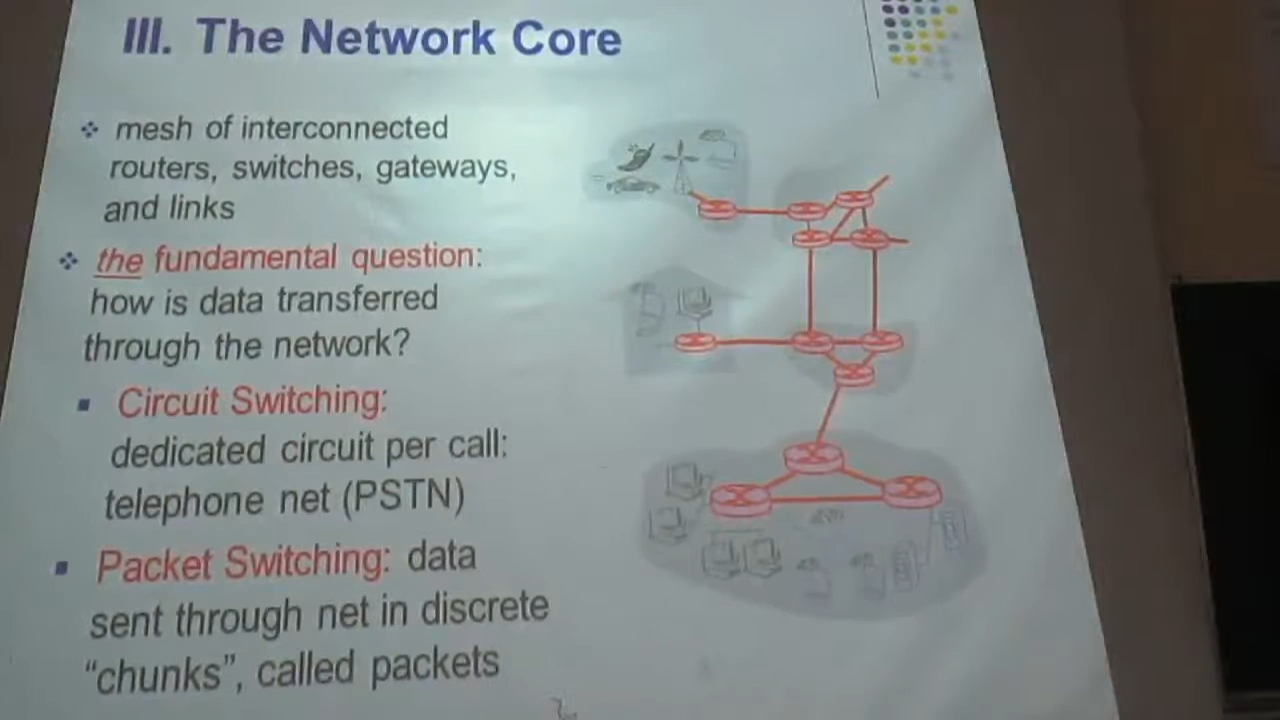 III. The Network Core
mesh of interconnected
routers, switches, gateways,
and links
the fundamental question:
how is data transferred
through the network?
Circuit Switching:
dedicated circuit per call:
telephone net (PSTN)
Packet Switching: data
sent through net in discrete
“chunks”, called packets